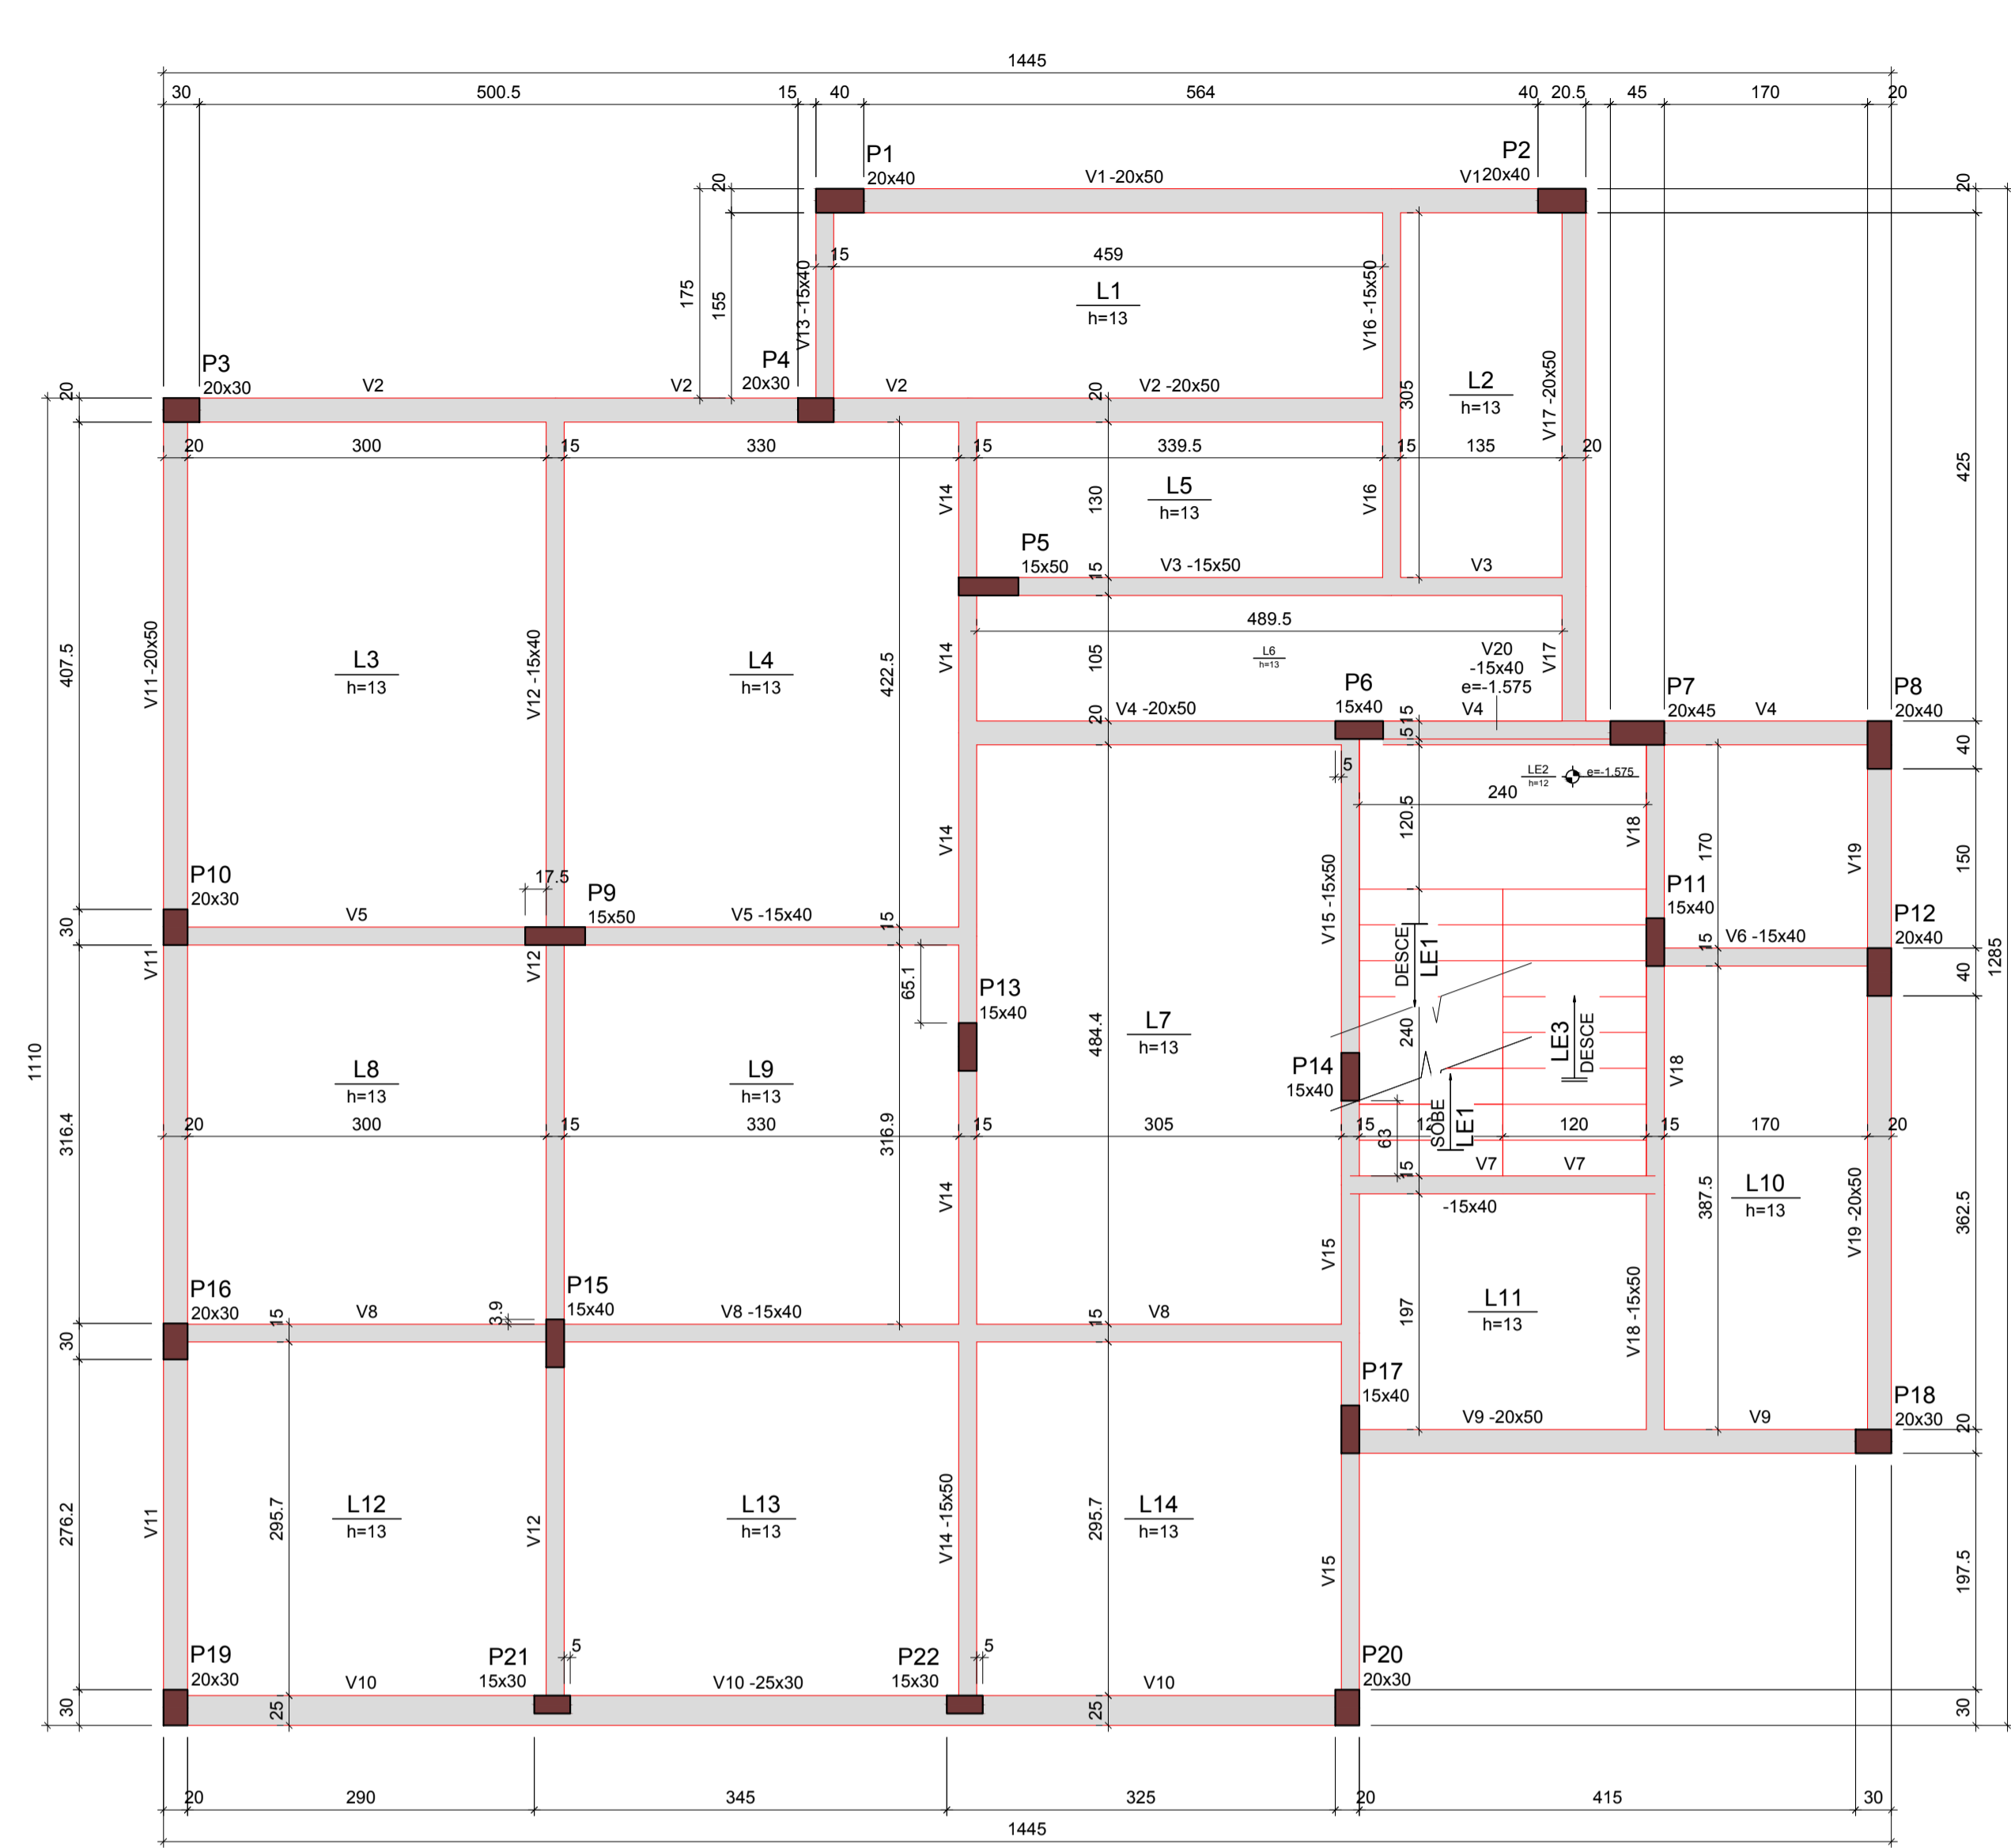 1445
30 500.5 15 40 564 40 20.5 45 170 20
P1
20x40
V1 -20x50
P2
V1 20x40
20
20
175
155
V13 -15x40
15
459
L1
h=13
V16 -15x50
305
L2
h=13
V17 -20x50
425
P3
20x30
V2
V2
P4
20x30
V2
V2 -20x50
20
20
20 300 15 330 15 339.5 15 135 20
V14
130
L5
h=13
V16
P5
15x50
15
V3 -15x50
V3
489.5
407.5
V11 -20x50
L3
h=13
V12 -15x40
L4
h=13
422.5
V14
105
L6
h=13
V20
-15x40
e=-1.575
V17
P6
15x40
V4 -20x50
20
V4
15
5
P7
20x45
V4
P8
20x40
40
5
LE2
h=12
e=-1.575
240
120.5
V14
V18
170
V19
150
P10
20x30
17.5
P9
15x50
V5
V5 -15x40
15
30
V11
V12
65.1
V15 -15x50
DESCE
LE1
P11
15x40
15
V6 -15x40
P12
20x40
40
1285
P13
15x40
1110
L8
h=13
L9
h=13
484.4
L7
h=13
P14
15x40
240
LE3
DESCE
V18
316.4
20 300 15 330 15 305 15 120 15 170 20
316.9
63
SOBE
LE1
15
V7
V7
-15x40
V14
V15
387.5
L10
h=13
V19 -20x50
362.5
P16
20x30
15
V8
3.9
P15
15x40
V8 -15x40
15
V8
30
197
L11
h=13
V18 -15x50
P17
15x40
V9 -20x50
V9
P18
20x30
20
276.2
V11
295.7
L12
h=13
V12
L13
h=13
V14 -15x50
295.7
L14
h=13
V15
197.5
P19
20x30
V10
P21
15x30
5
V10 -25x30
P22
15x30
5
V10
P20
20x30
30
25
25
30
20 290 345 325 20 415 30
1445